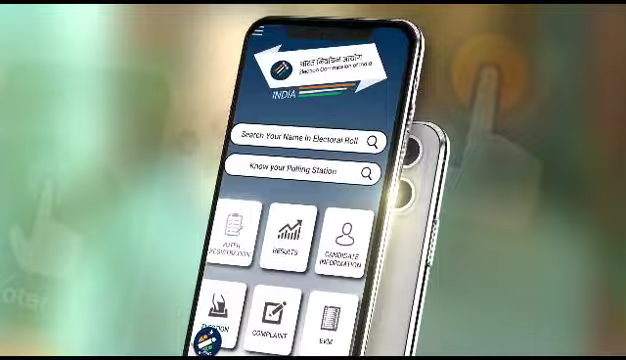 भारत निर्वाचन आयोग
Election Commission of India
INDIA
Search Your Name in Electoral Roll
Know your Polling Station
REGISTRATION
RESULTS
CANDIDATE
INFORMATION
COMPLAINT
EVM